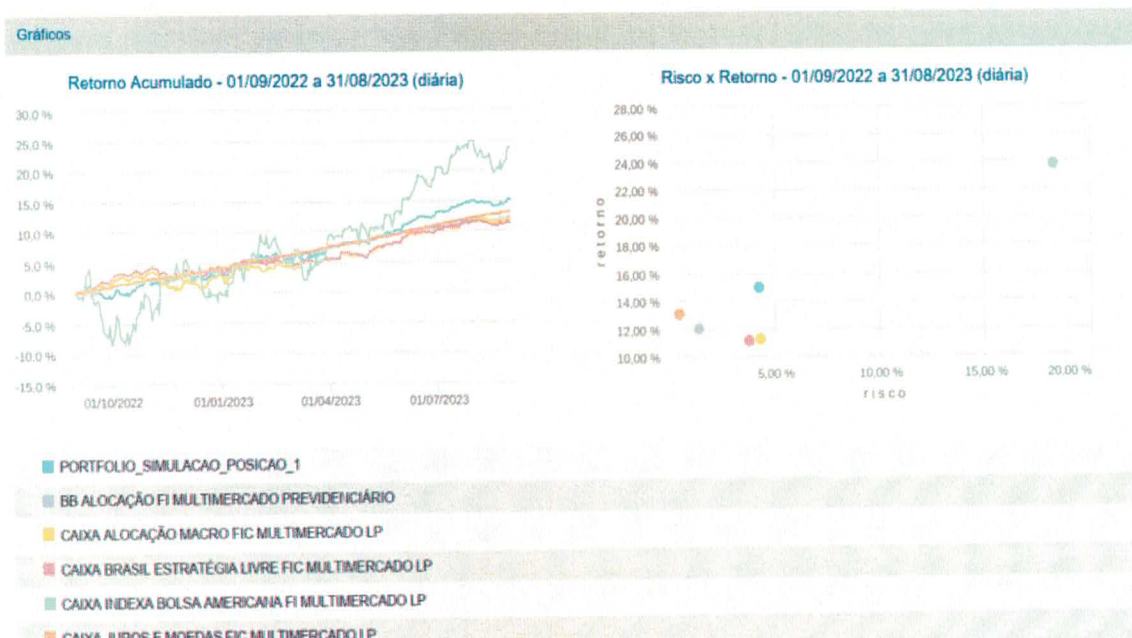 Gráficos
Retorno Acumulado - 01/09/2022 a 31/08/2023 (diária)
30,0 %
25,0 %
20,0 %
15,0 %
10,0 %
5,0 %
0,0 %
-5,0 %
-10,0 %
-15,0 %
01/10/2022
01/01/2023
01/04/2023
01/07/2023
Risco x Retorno - 01/09/2022 a 31/08/2023 (diária)
28,00 %
26,00 %
24,00 %
22,00 %
20,00 %
18,00 %
16,00 %
14,00 %
12,00 %
10,00 %
retorno
5,00 %
10,00 %
15,00 %
20,00 %
risco
PORTFOLIO_SIMULACAO_POSICAO_1
BB ALOCAÇÃO FI MULTIMERCADO PREVIDENCIÁRIO
CAIXA ALOCAÇÃO MACRO FIC MULTIMERCADO LP
CAIXA BRASIL ESTRATÉGIA LIVRE FIC MULTIMERCADO LP
CAIXA INDEXA BOLSA AMERICANA FI MULTIMERCADO LP
CAIXA JUROS E MOEDAS FIC MULTIMERCADO LP